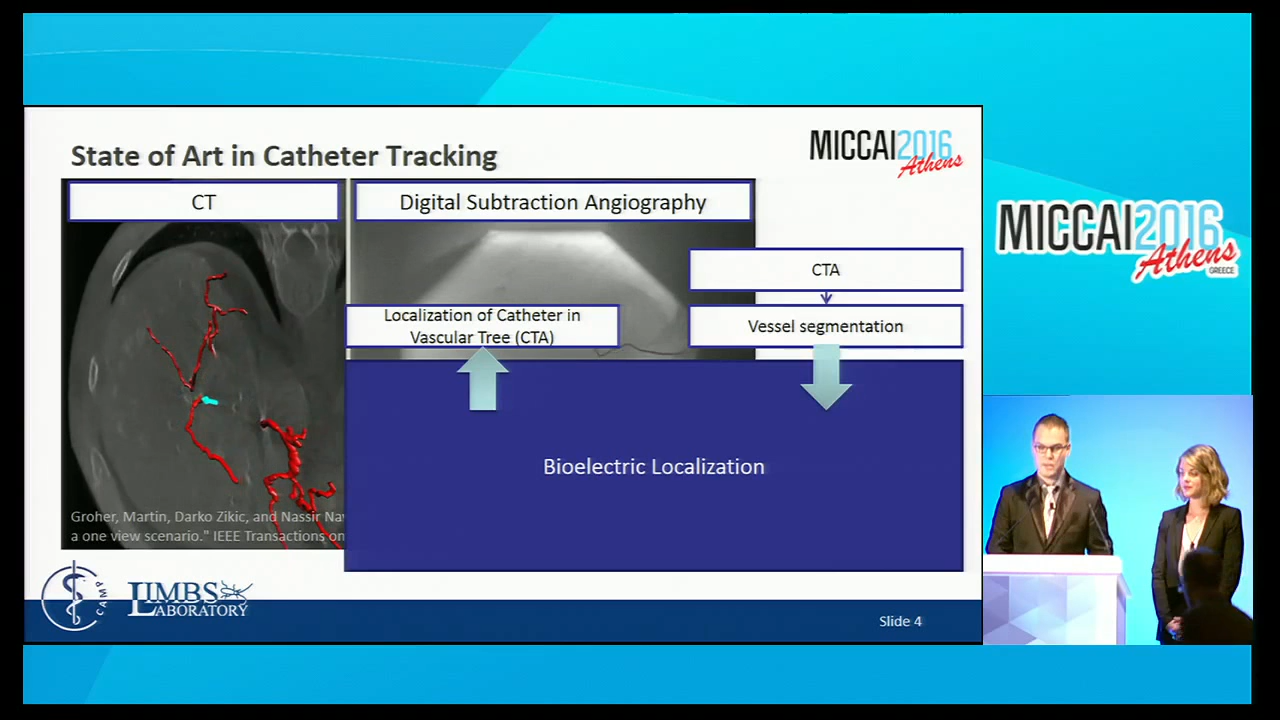 State of Art in Catheter Tracking
MICCAI2016
Athens
CT
Digital Subtraction Angiography
CTA
Localization of Catheter in
Vascular Tree (CTA)
Vessel segmentation
Bioelectric Localization
Groher, Martin, Darko Zikic, and Nassir Nav
a one view scenario." IEEE Transactions on
CAMP
LIMBS
LABORATORY
Slide 4
MICCAI2016
Athens
GREECE